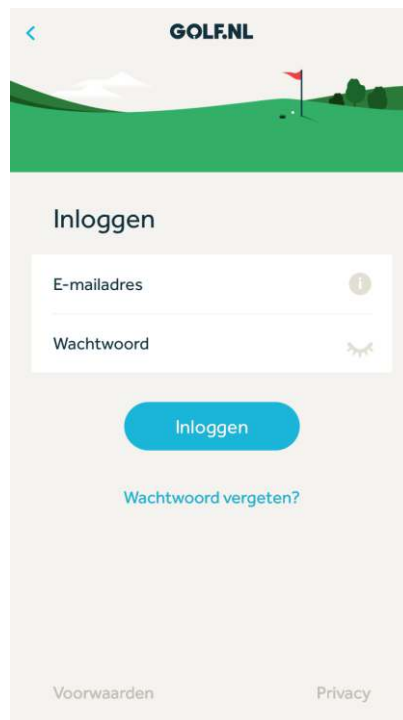 GOLF.NL
Inloggen
E-mailadres
Wachtwoord
Inloggen
Wachtwoord vergeten?
Voorwaarden Privacy